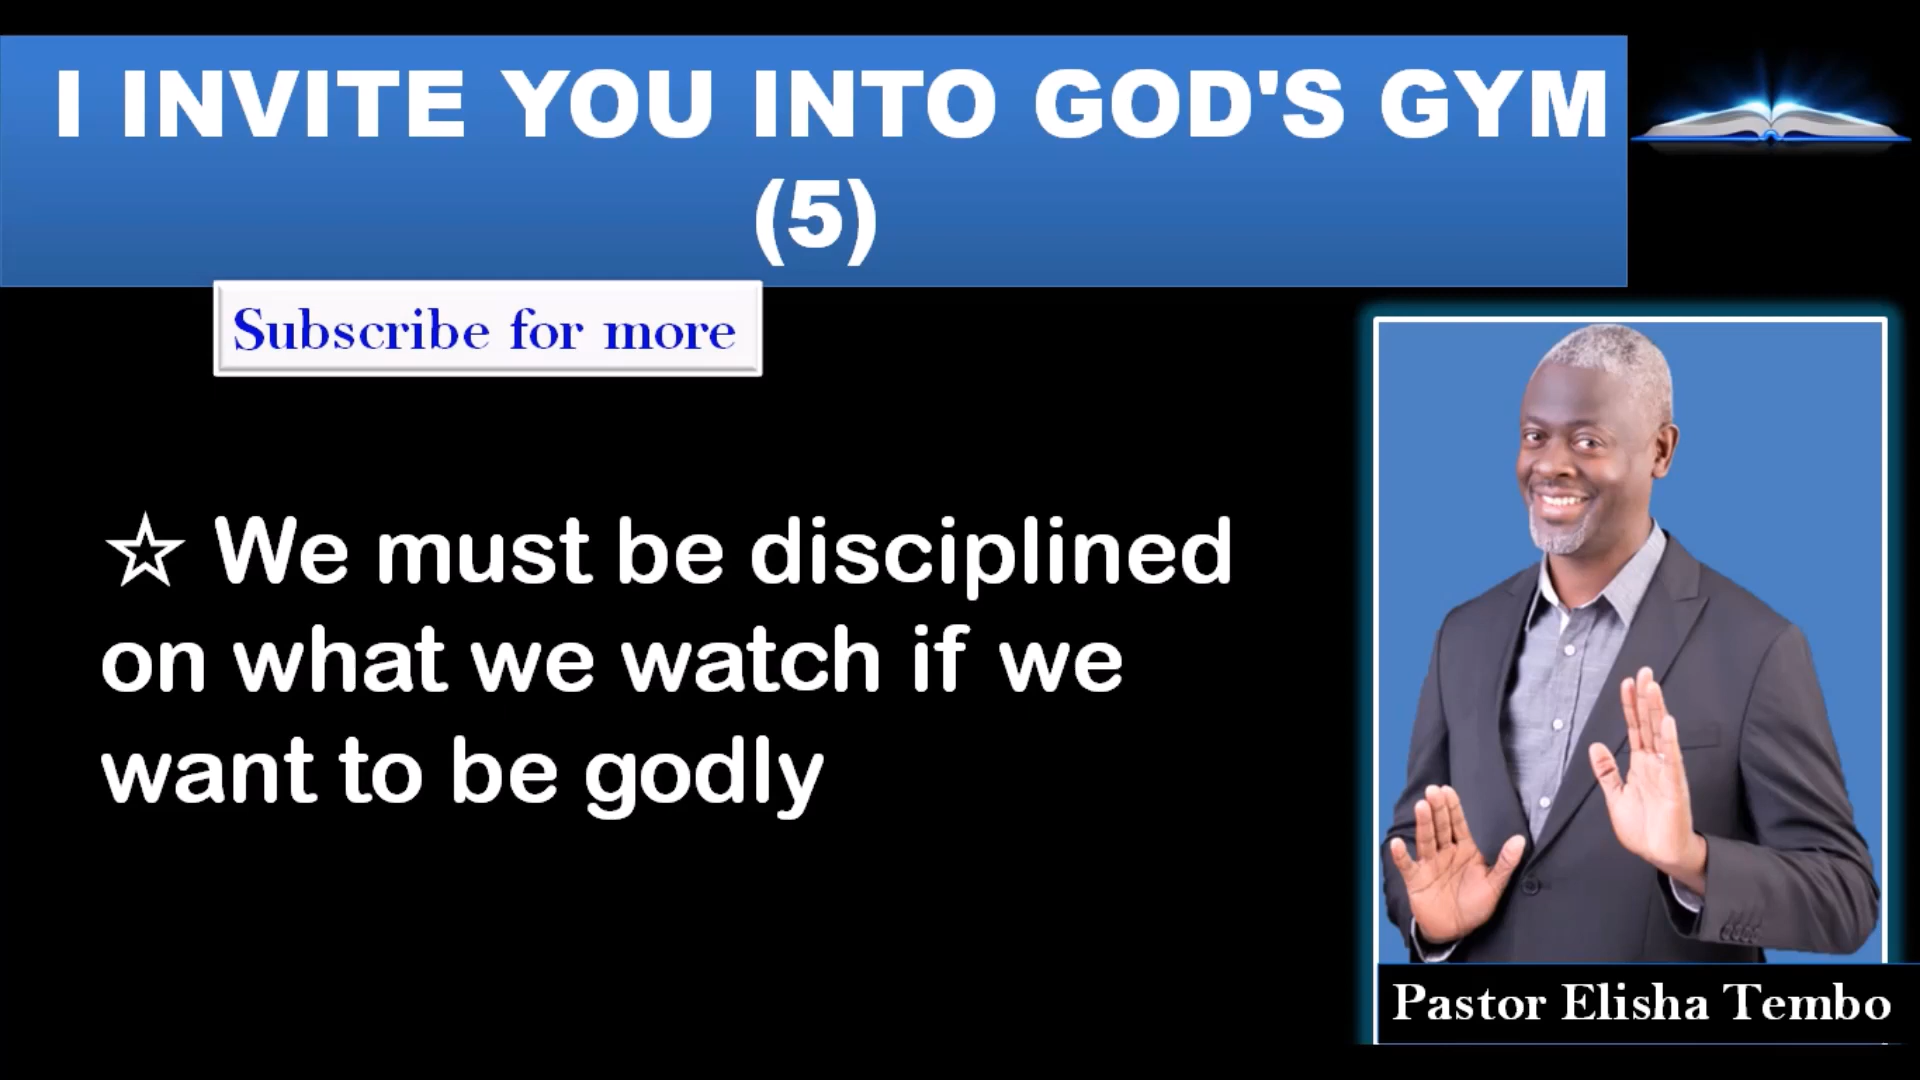 I INVITE YOU INTO GOD'S GYM
(5)
Subscribe for more
☆ We must be disciplined
on what we watch if we
want to be godly
Pastor Elisha Tembo